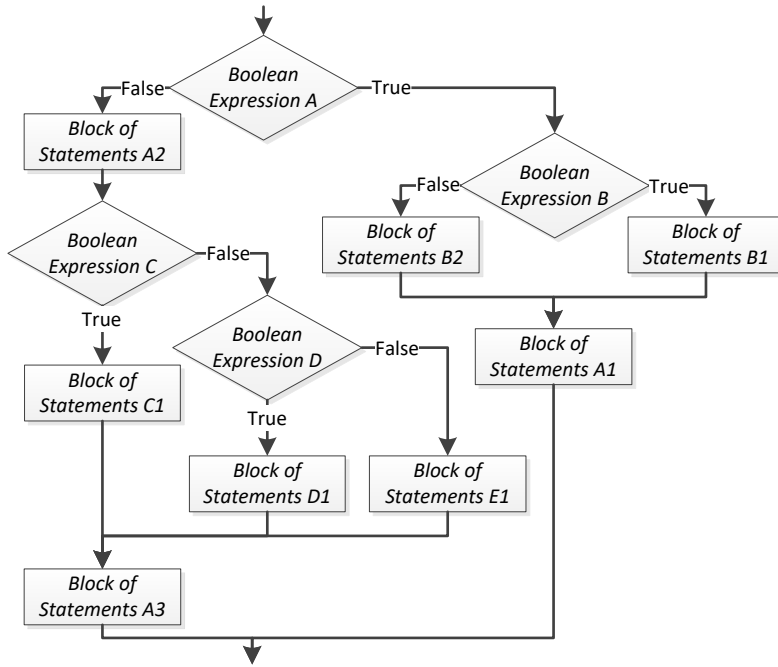 Boolean
Expression A
False
True
Block of
Statements A2
Boolean
Expression B
False
True
Block of
Statements B2
Block of
Statements B1
Boolean
Expression C
False
True
Boolean
Expression D
False
True
Block of
Statements A1
Block of
Statements C1
Block of
Statements D1
Block of
Statements E1
Block of
Statements A3